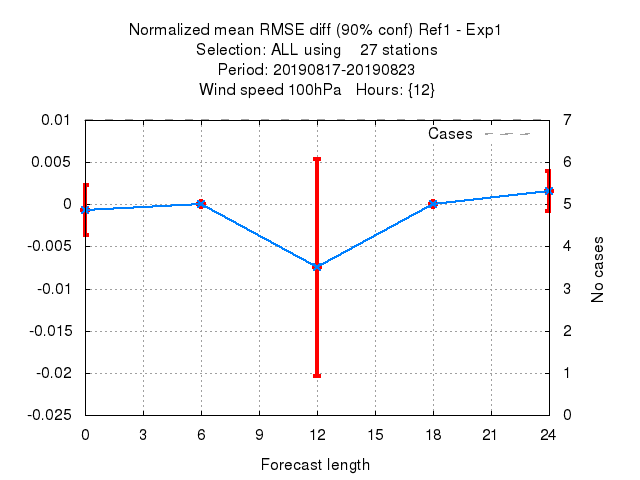 Normalized mean RMSE diff (90% conf) Ref1 - Exp1
Selection: ALL using 27 stations
Period: 20190817-20190823
Wind speed 100hPa Hours: {12}
Cases
0.01
0.005
0
-0.005
-0.01
-0.015
-0.02
-0.025
7
6
5
4
3
2
1
0
No cases
0 3 6 9 12 15 18 21 24
Forecast length